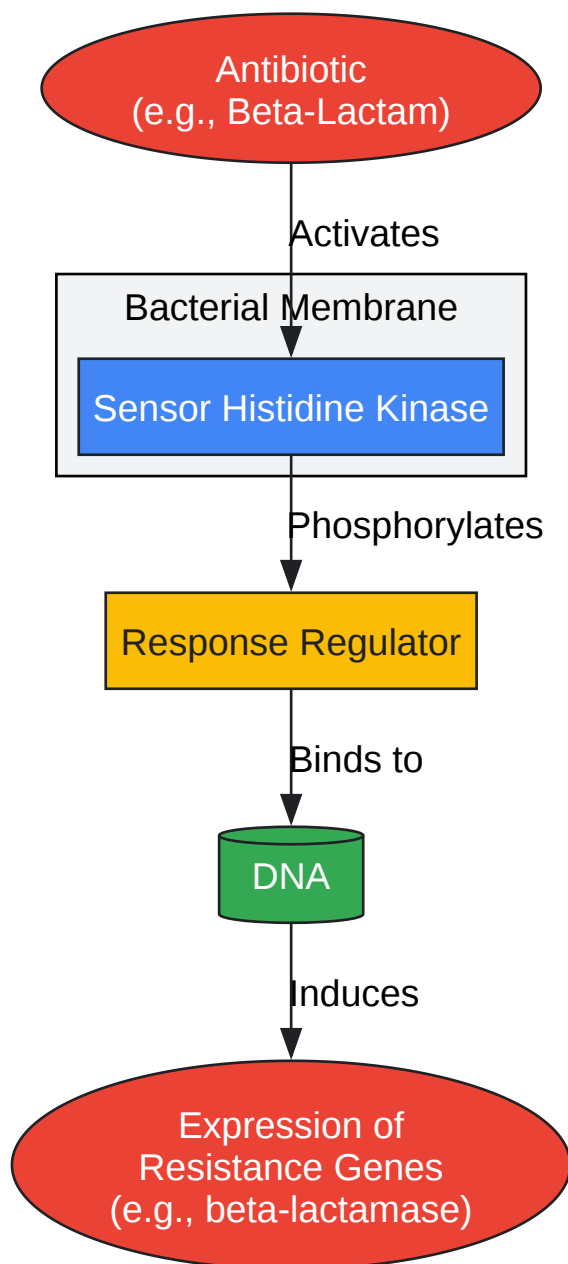 Antibiotic
(e.g., Beta-Lactam)
Activates
Bacterial Membrane
Sensor Histidine Kinase
Phosphorylates
Response Regulator
Binds to
DNA
Induces
Expression of
Resistance Genes
(e.g., beta-lactamase)